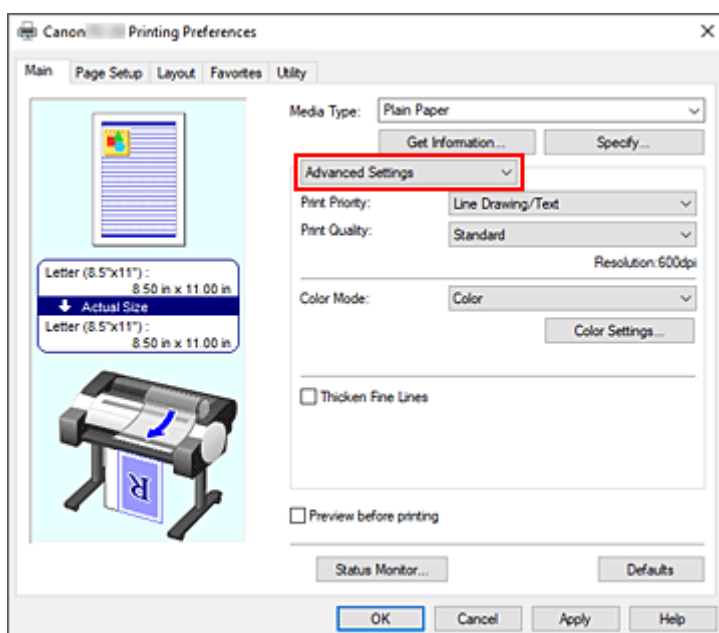 Canon Printing Preferences
Main Page Setup Layout Favorites Utility
Media Type: Plain Paper
Get Information... Specify...
Advanced Settings
Print Priority: Line Drawing/Text
Print Quality: Standard
Resolution:600dpi
Letter (8.5"x11") :
8.50 in x 11.00 in
Actual Size
Letter (8.5"x11") :
8.50 in x 11.00 in
Color Mode: Color
Color Settings...
Thicken Fine Lines
R
Preview before printing
Status Monitor... Defaults
OK Cancel Apply Help